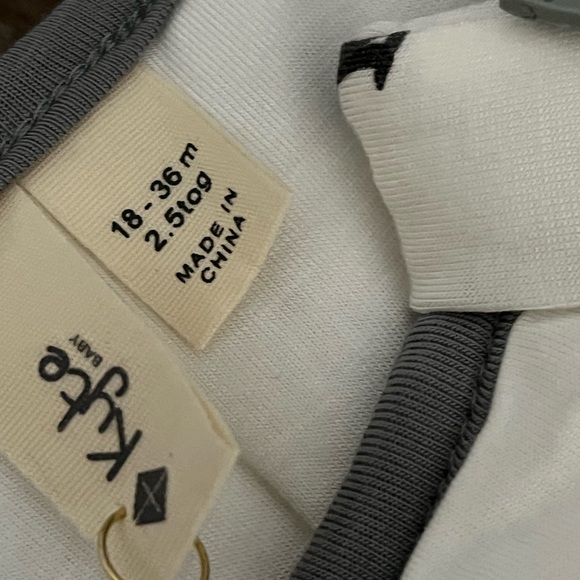 18-36 m
2.5tog
MADE IN
CHINA
Kyte
BABY